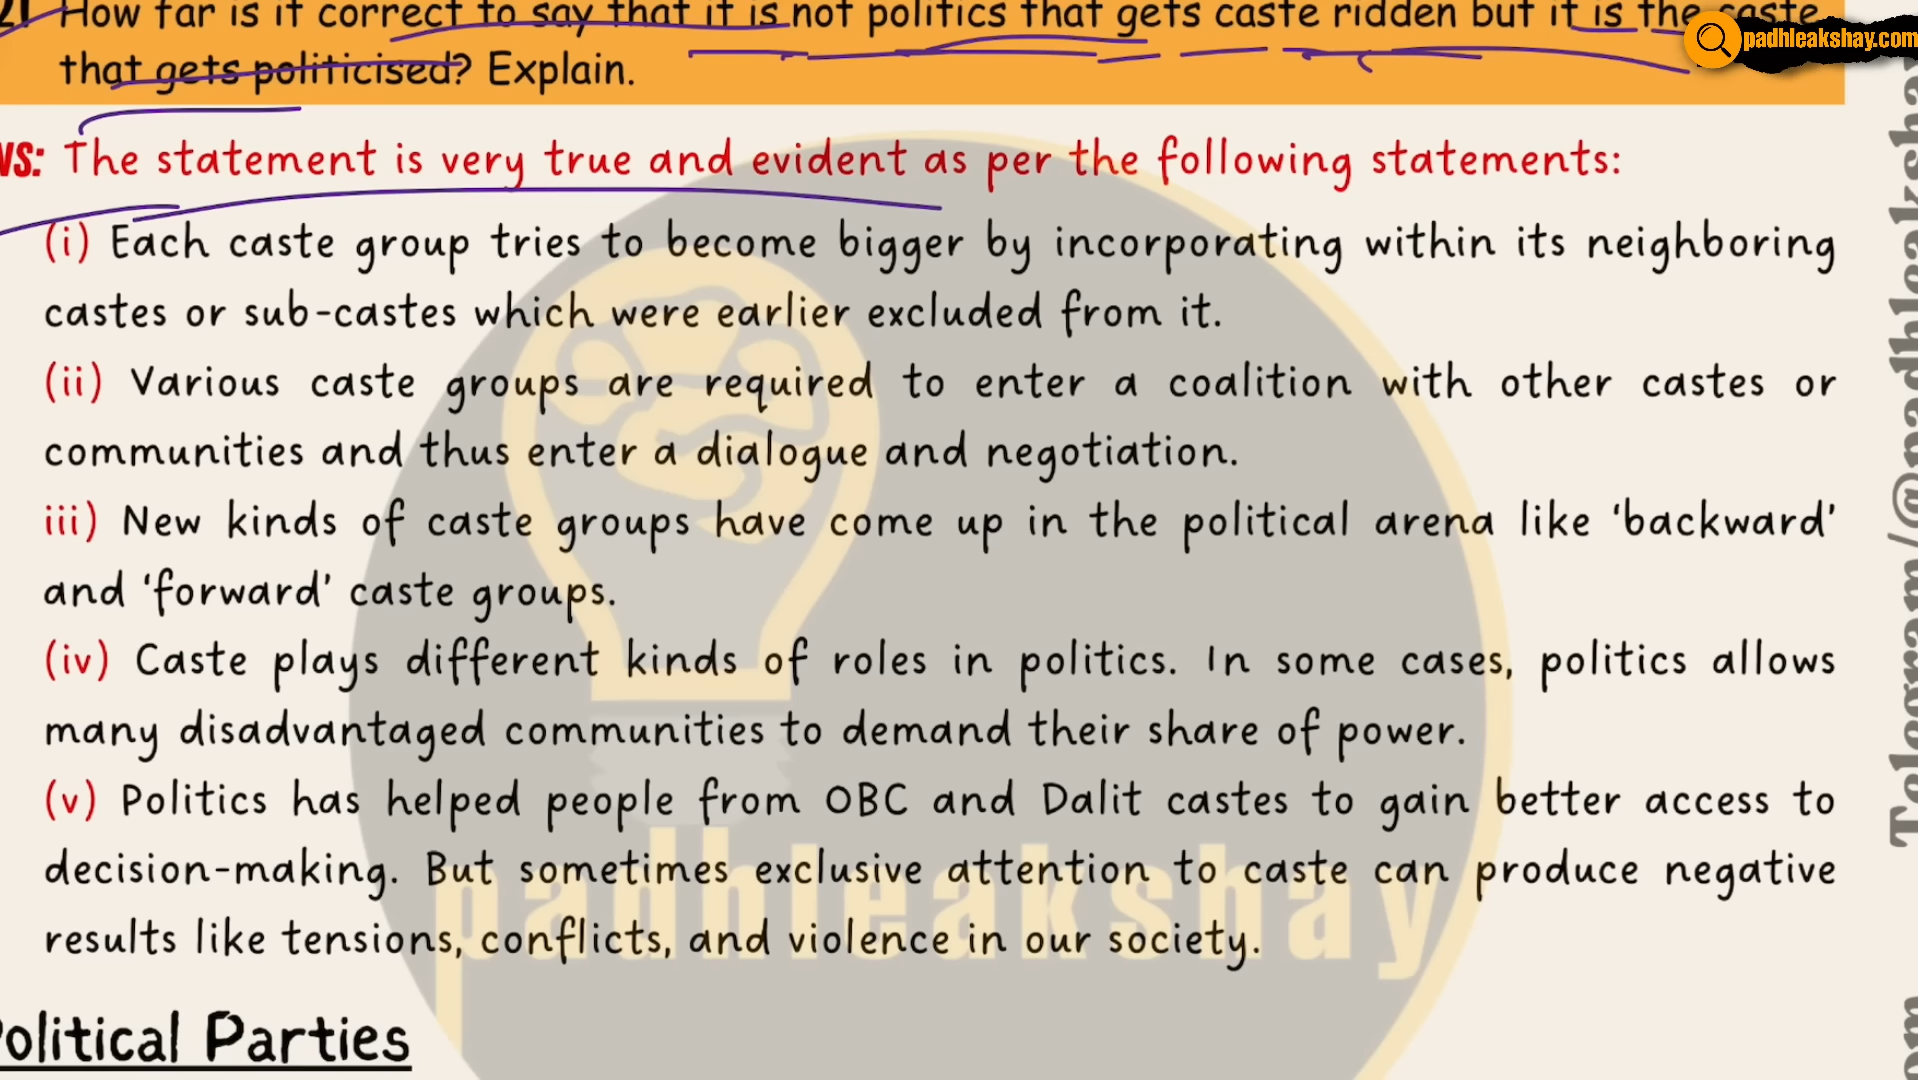 21 How far is it correct to say that it is not politics that gets caste ridden but it is the caste
padhleakshay.com
that gets politicised? Explain.
NS: The statement is very true and evident as per the following statements:
(i) Each caste group tries to become bigger by incorporating within its neighboring
castes or sub-castes which were earlier excluded from it.
(ii) Various caste groups are required to enter a coalition with other castes or
communities and thus enter a dialogue and negotiation.
iii) New kinds of caste groups have come up in the political arena like ‘backward’
and ‘forward’ caste groups.
(iv) Caste plays different kinds of roles in politics. In some cases, politics allows
many disadvantaged communities to demand their share of power.
(v) Politics has helped people from OBC and Dalit castes to gain better access to
decision-making. But sometimes exclusive attention to caste can produce negative
results like tensions, conflicts, and violence in our society.
padhleakshay
Political Parties
Telegram/@padhleakshay
om